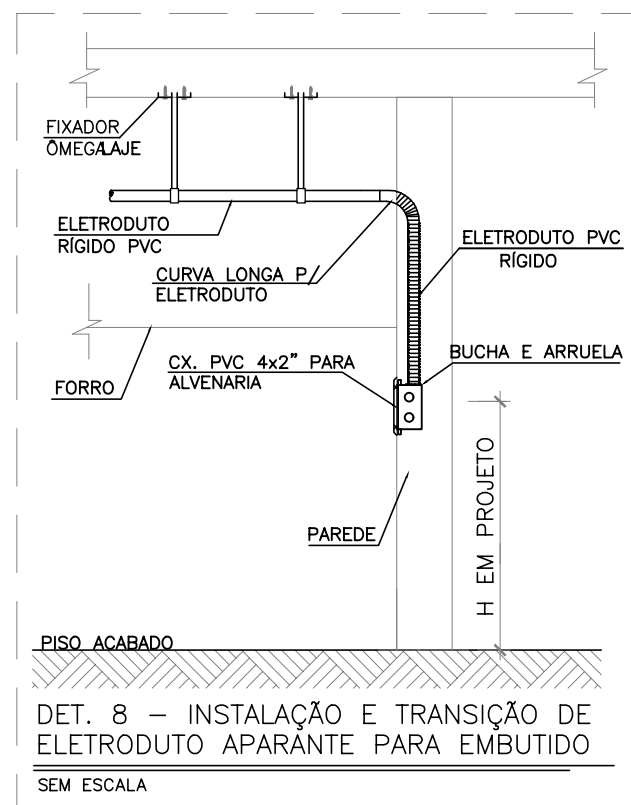 FIXADOR
ÔMEGALAJE
ELETRODUTO
RÍGIDO PVC
ELETRODUTO PVC
RÍGIDO
CURVA LONGA P/
ELETRODUTO
BUCHA E ARRUELA
CX. PVC 4x2" PARA
ALVENARIA
FORRO
H EM PROJETO
PAREDE
PISO ACABADO
DET. 8 – INSTALAÇÃO E TRANSIÇÃO DE
ELETRODUTO APARANTE PARA EMBUTIDO
SEM ESCALA